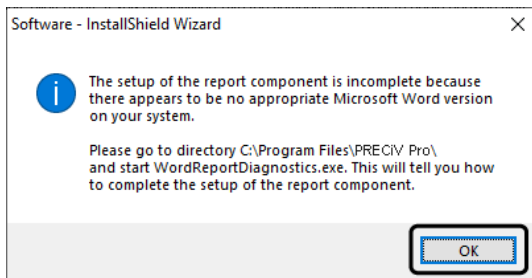 Software - InstallShield Wizard
The setup of the report component is incomplete because
there appears to be no appropriate Microsoft Word version
on your system.
Please go to directory C:\Program Files\PRECiV Pro\
and start WordReportDiagnostics.exe. This will tell you how
to complete the setup of the report component.
OK